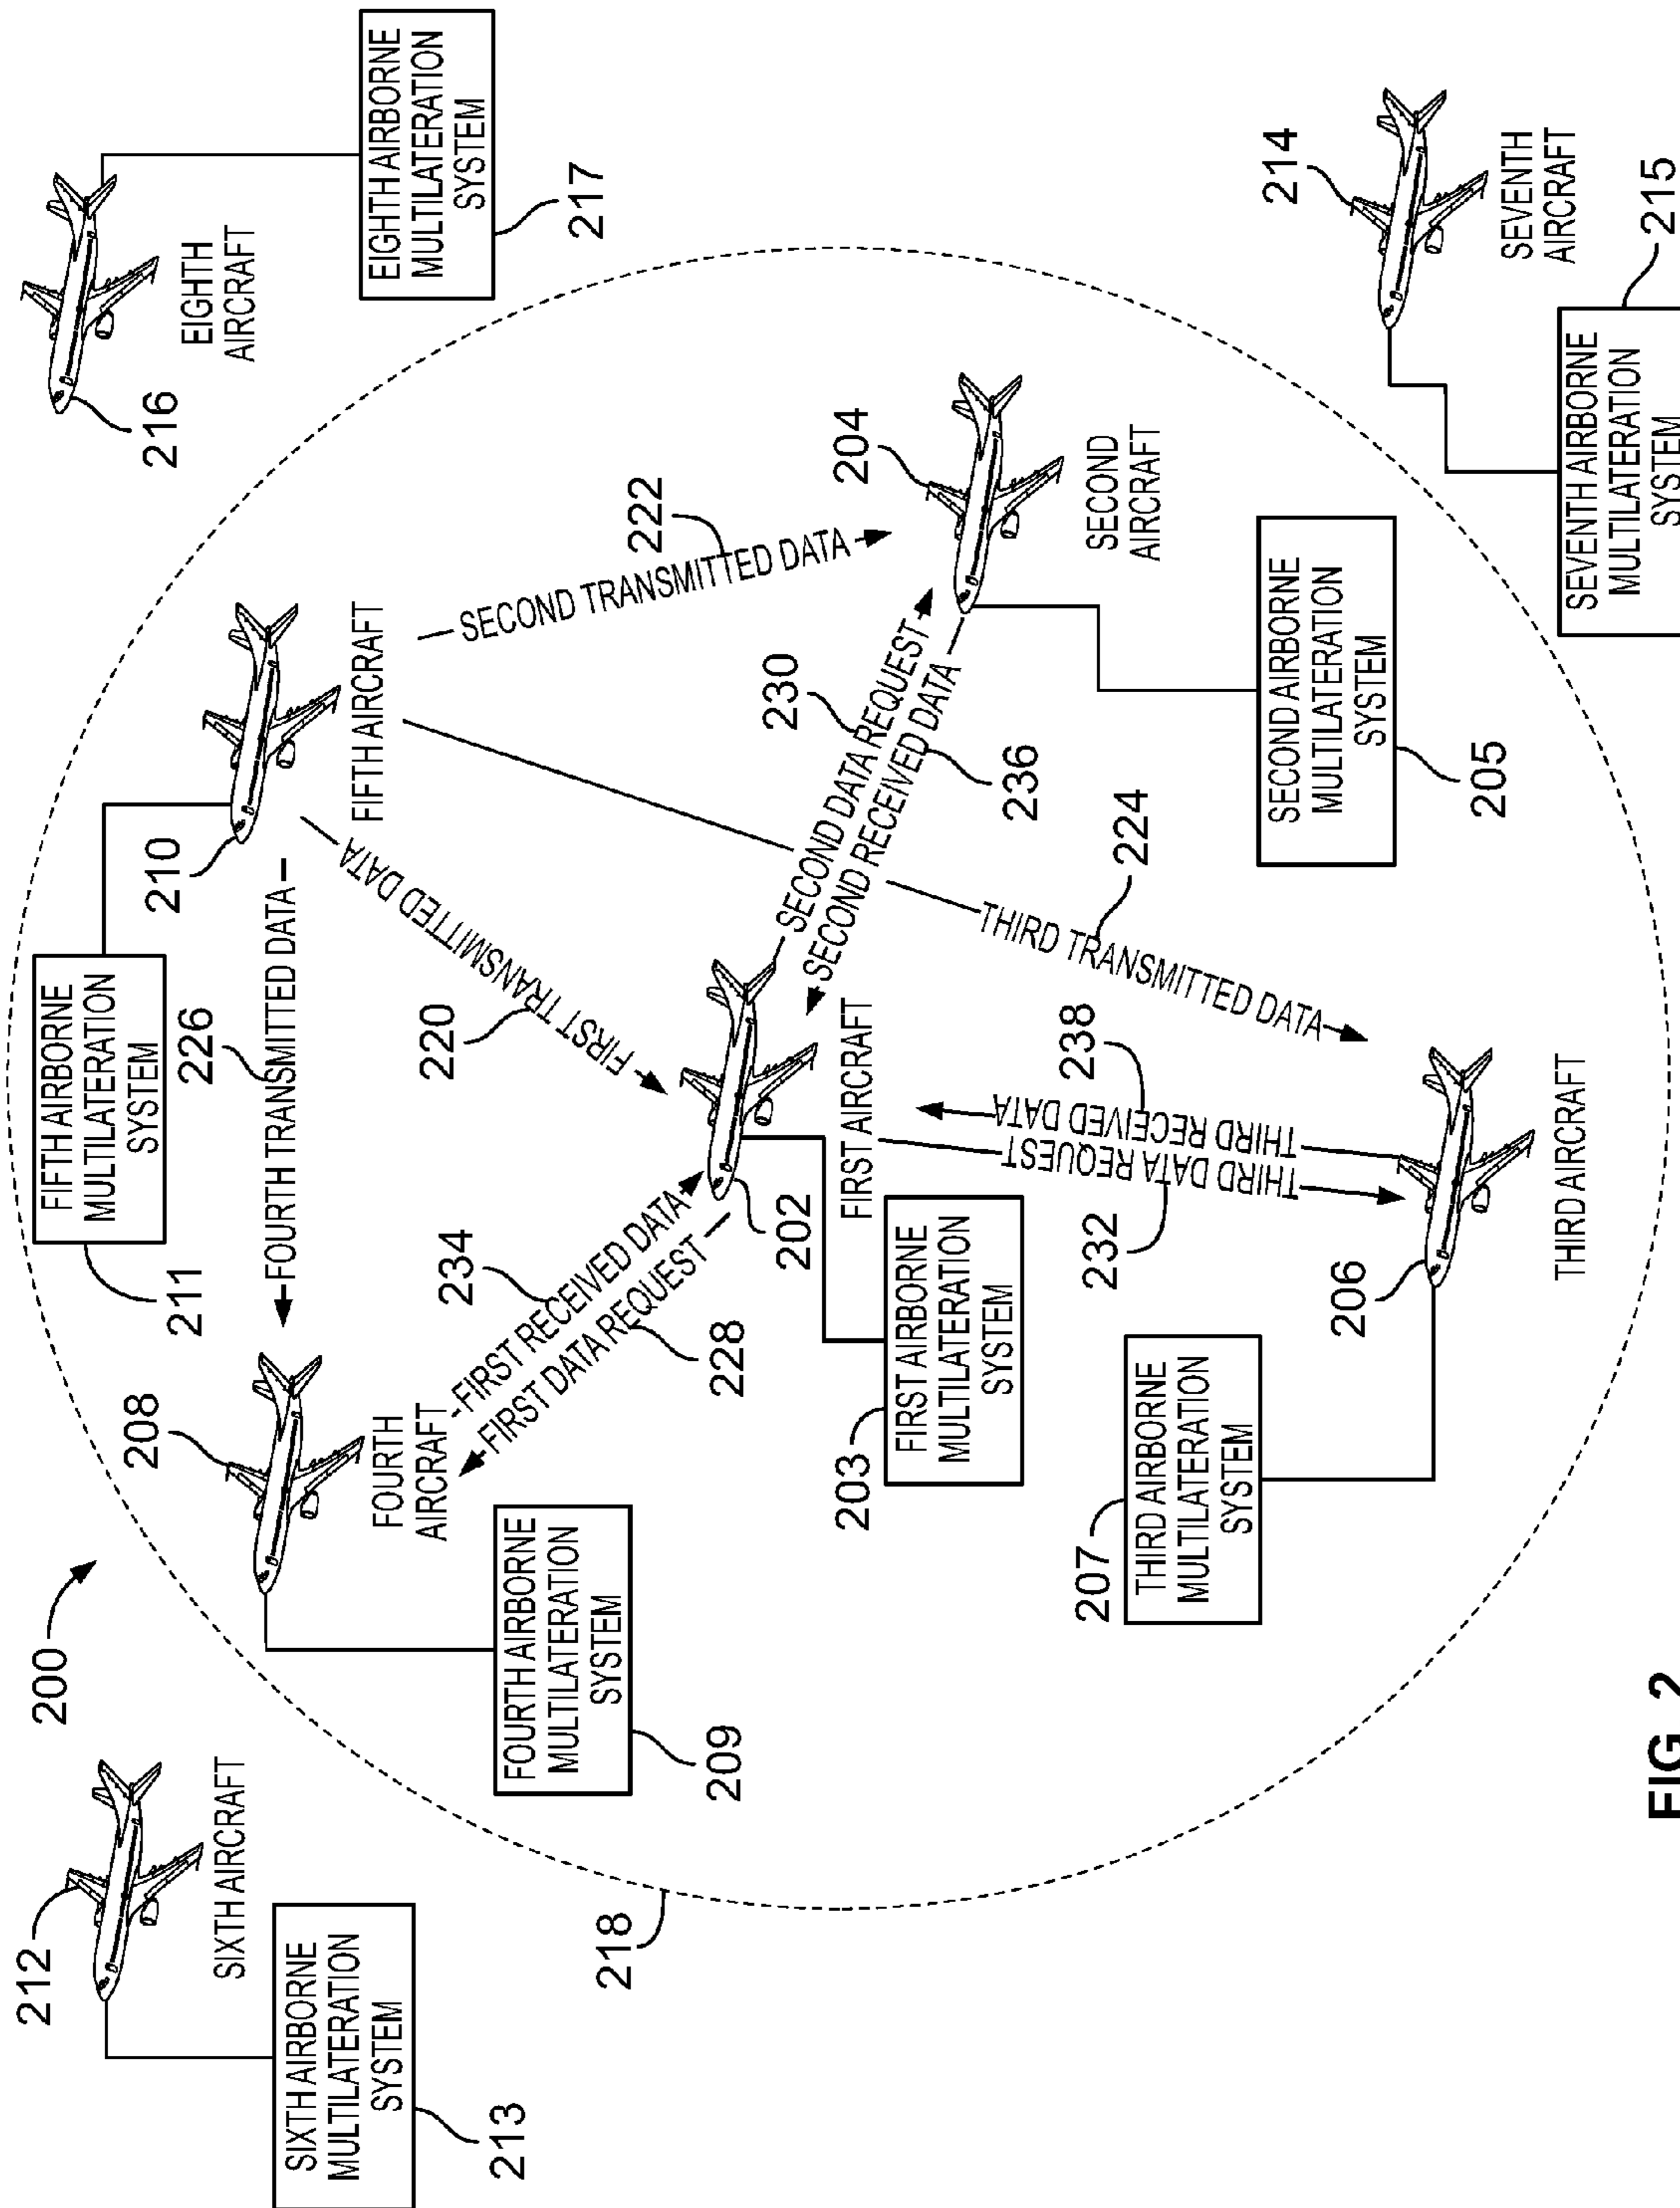 200
212
SIXTH AIRCRAFT
SIXTH AIRBORNE
MULTILATERATION
SYSTEM
213
218
208
FOURTH
AIRCRAFT
FOURTH AIRBORNE
MULTILATERATION
SYSTEM
209
211
FIFTH AIRBORNE
MULTILATERATION
SYSTEM
210
FIFTH AIRCRAFT
226
FOURTH TRANSMITTED DATA
220
FIRST TRANSMITTED DATA
SECOND TRANSMITTED DATA
222
216
EIGHTH
AIRCRAFT
EIGHTH AIRBORNE
MULTILATERATION
SYSTEM
217
234
FIRST RECEIVED DATA
FIRST DATA REQUEST
228
202
FIRST AIRCRAFT
203
FIRST AIRBORNE
MULTILATERATION
SYSTEM
230
SECOND DATA REQUEST
SECOND RECEIVED DATA
236
204
SECOND
AIRCRAFT
SECOND AIRBORNE
MULTILATERATION
SYSTEM
205
THIRD TRANSMITTED DATA
224
232
THIRD DATA REQUEST
THIRD RECEIVED DATA
238
207
THIRD AIRBORNE
MULTILATERATION
SYSTEM
206
THIRD AIRCRAFT
214
SEVENTH
AIRCRAFT
SEVENTH AIRBORNE
MULTILATERATION
SYSTEM
215
FIG. 2